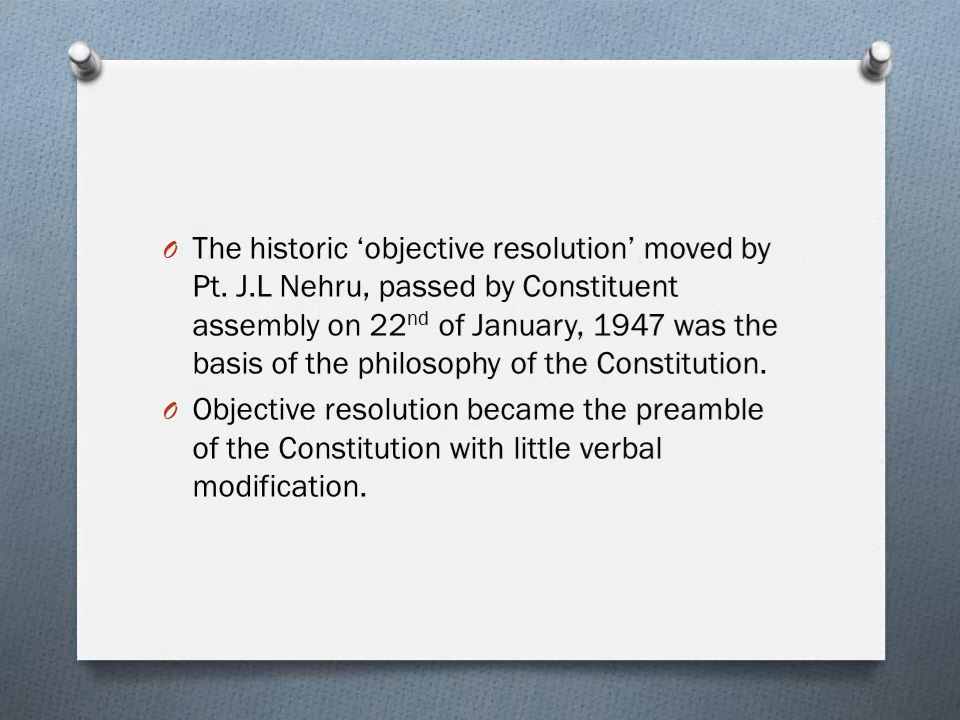 The historic ‘objective resolution’ moved by
Pt. J.L Nehru, passed by Constituent
assembly on 22nd of January, 1947 was the
basis of the philosophy of the Constitution.
Objective resolution became the preamble
of the Constitution with little verbal
modification.